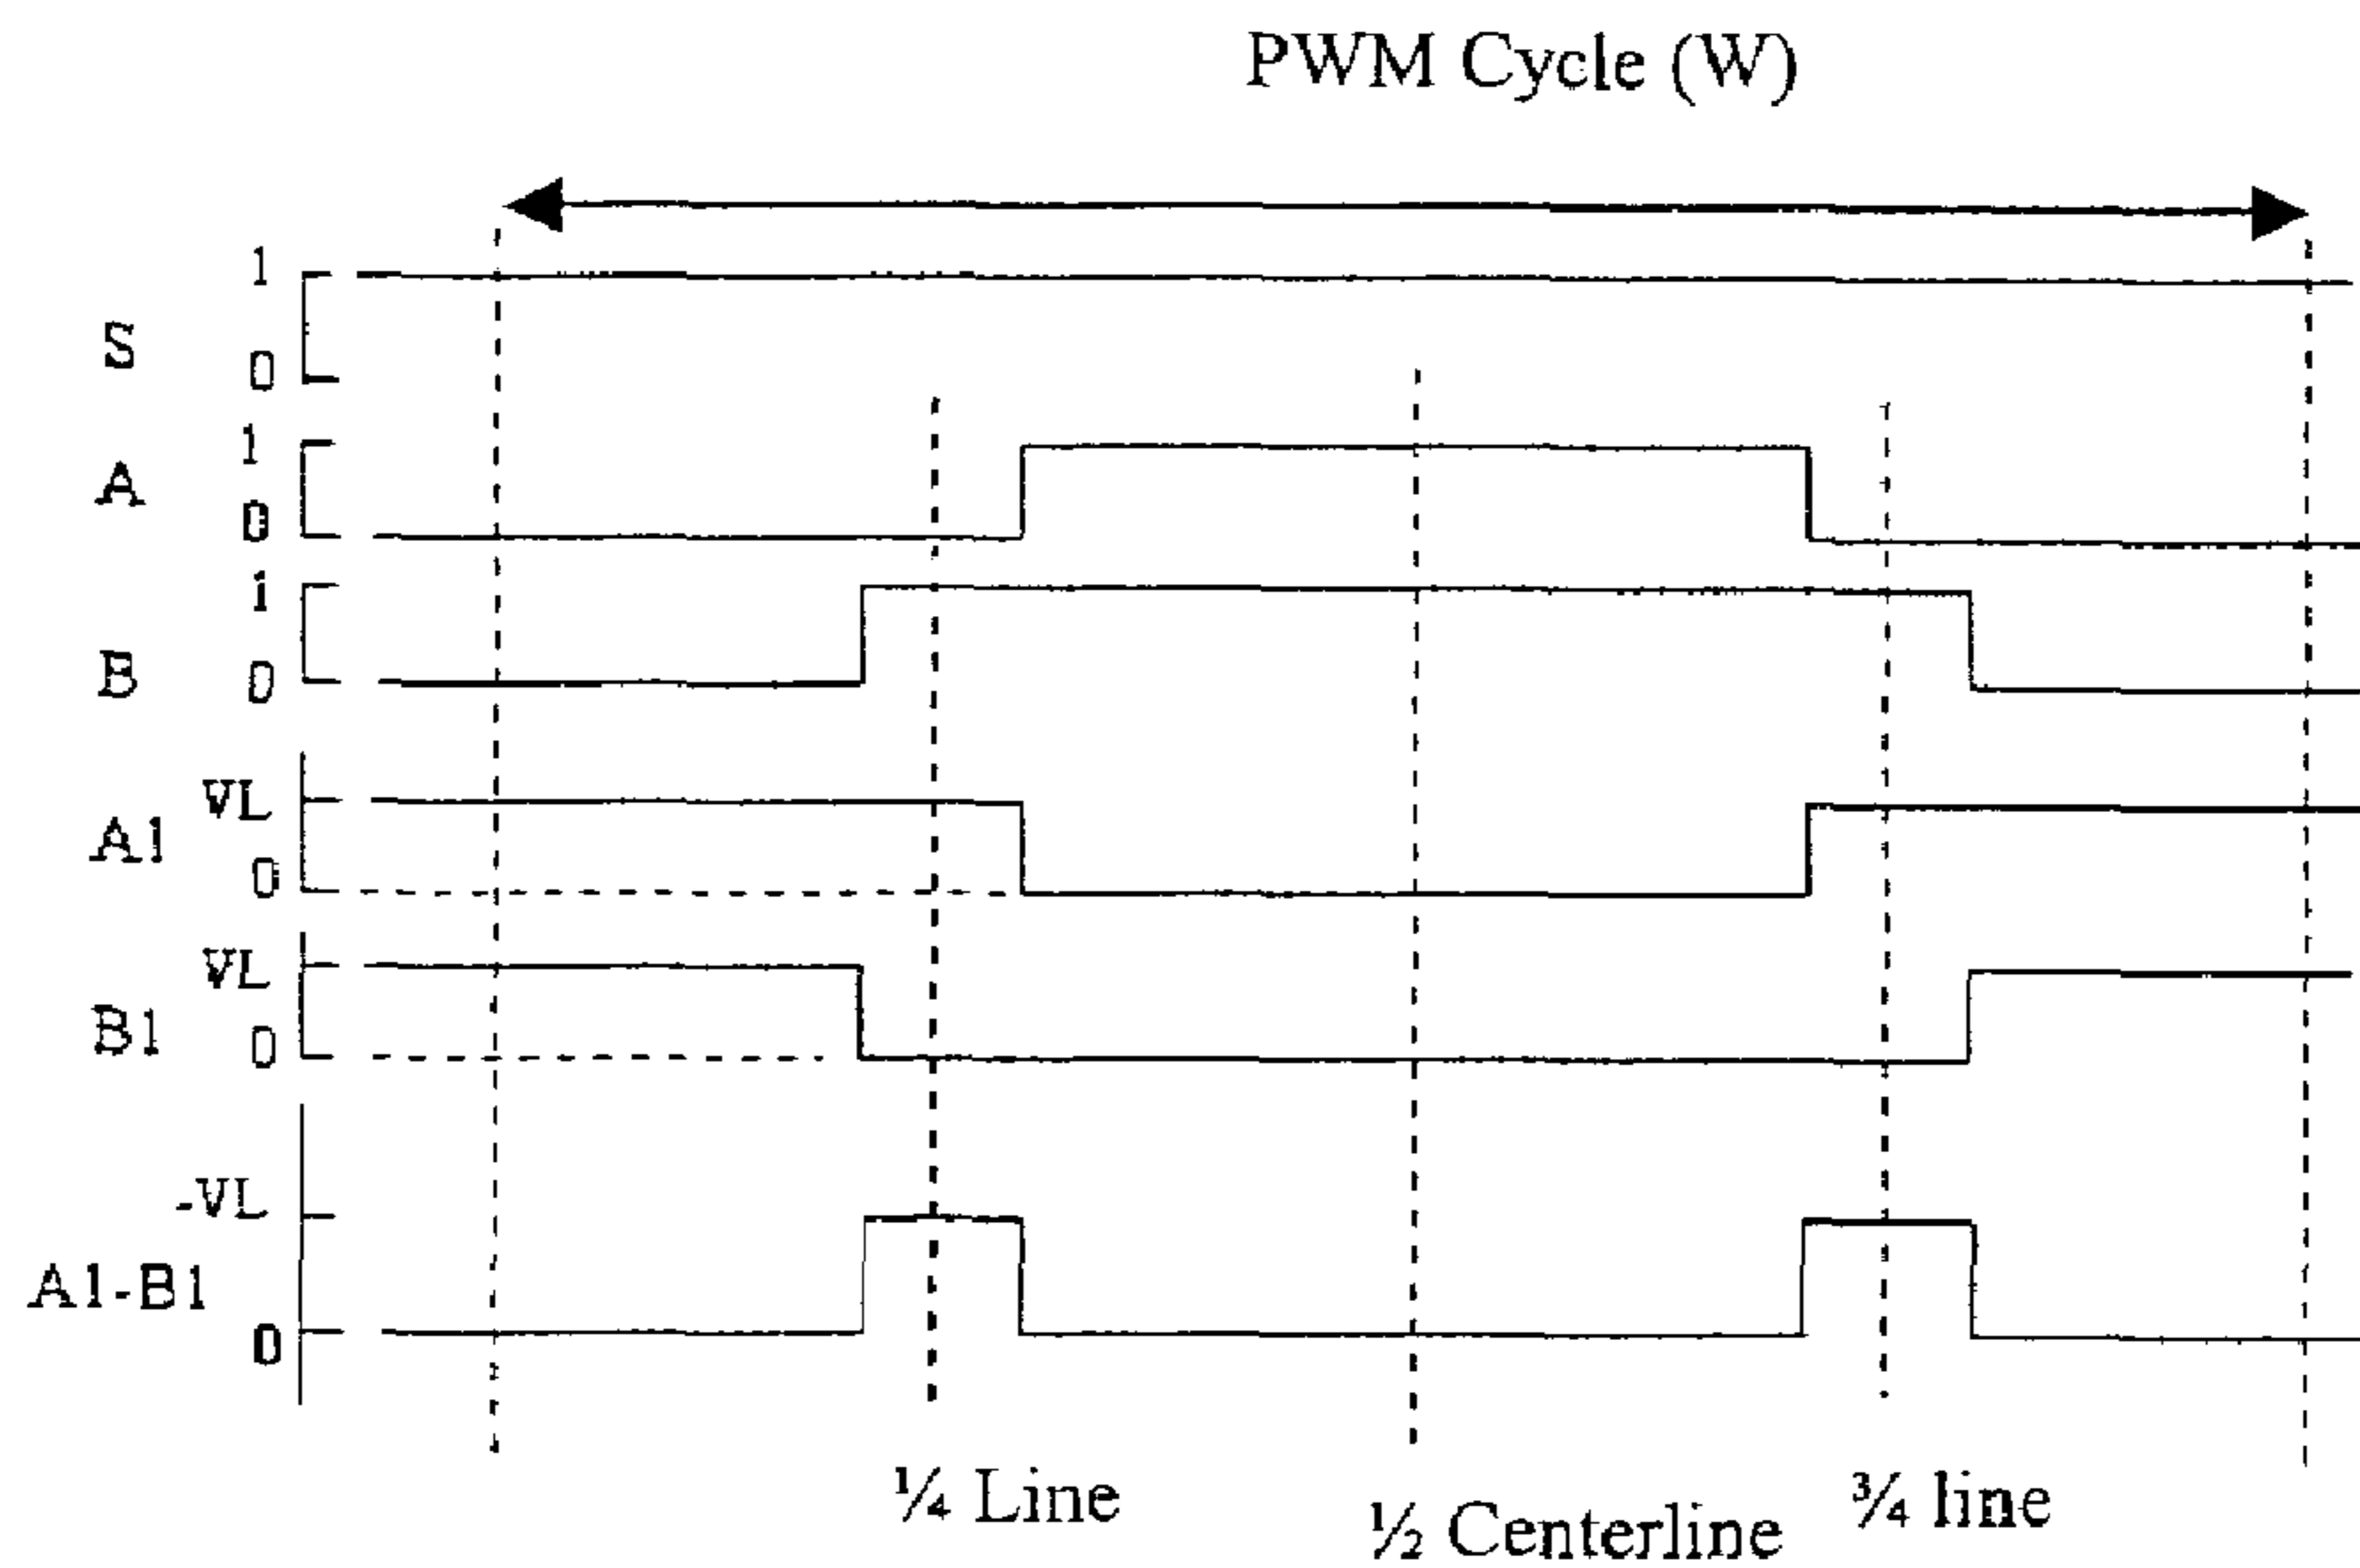 PWM Cycle (W)
1
S
0
1
A
0
1
B
0
VL
A1
0
VL
B1
0
-VL
A1-B1
0
¼ Line
½ Centerline
¾ line